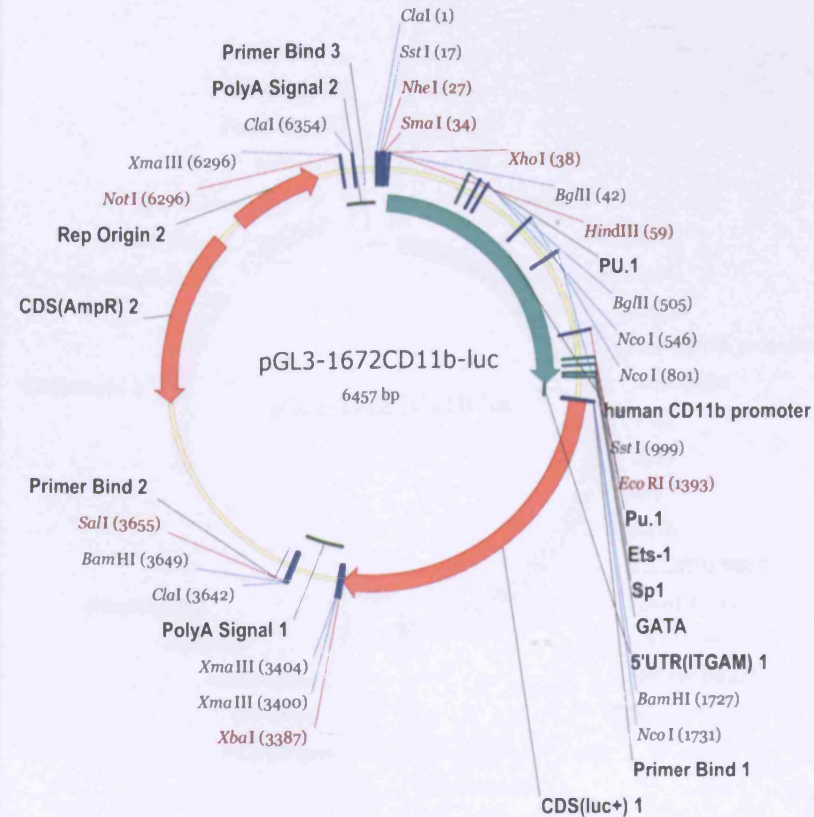 ClaI (1)
Primer Bind 3
SstI (17)
PolyA Signal 2
NheI (27)
ClaI (6354)
SmaI (34)
XmaIII (6296)
XhoI (38)
NotI (6296)
BglII (42)
Rep Origin 2
HindIII (59)
PU.1
CDS(AmpR) 2
BglII (505)
NcoI (546)
pGL3-1672CD11b-luc
6457 bp
NcoI (801)
human CD11b promoter
SstI (999)
Primer Bind 2
EcoRI (1393)
SalI (3655)
Pu.1
BamHI (3649)
Ets-1
ClaI (3642)
Sp1
PolyA Signal 1
GATA
XmaIII (3404)
5'UTR(ITGAM) 1
XmaIII (3400)
BamHI (1727)
XbaI (3387)
NcoI (1731)
Primer Bind 1
CDS(luc+) 1